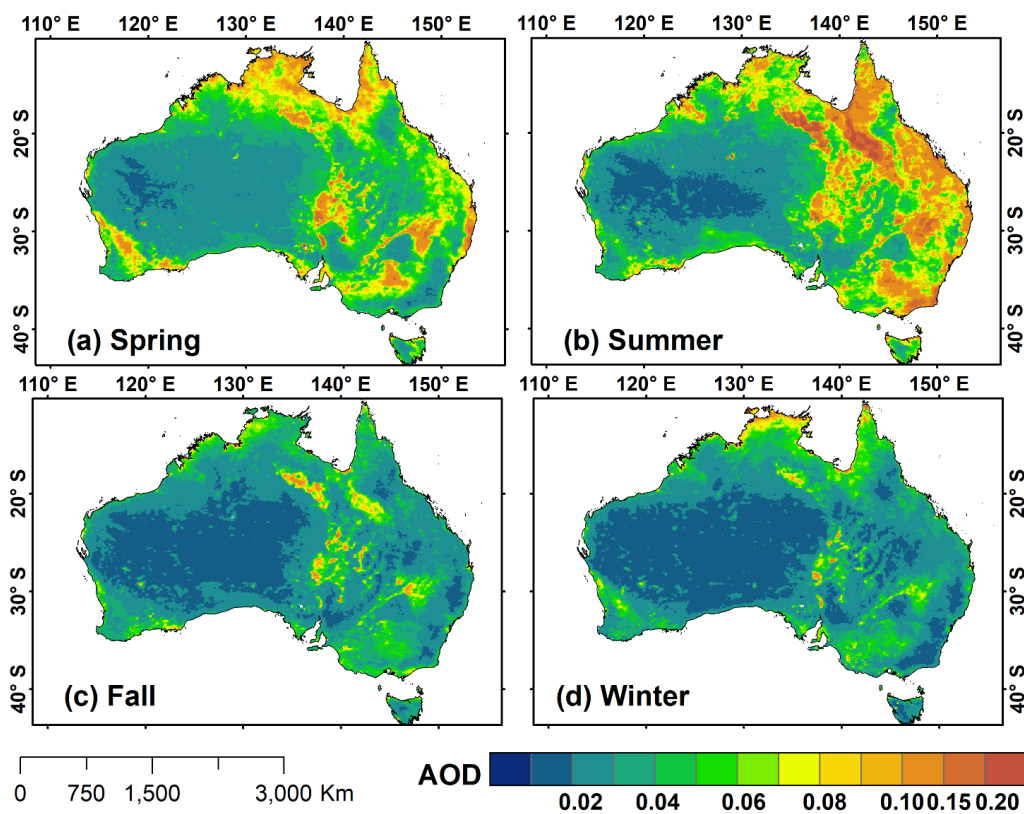 110° E 120° E 130° E 140° E 150° E
110° E 120° E 130° E 140° E 150° E
20° S
30° S
40° S
(a) Spring
20° S
30° S
40° S
(b) Summer
110° E 120° E 130° E 140° E 150° E
110° E 120° E 130° E 140° E 150° E
20° S
30° S
40° S
(c) Fall
20° S
30° S
40° S
(d) Winter
0 750 1,500 3,000 Km
AOD
0.02 0.04 0.06 0.08 0.10 0.15 0.20